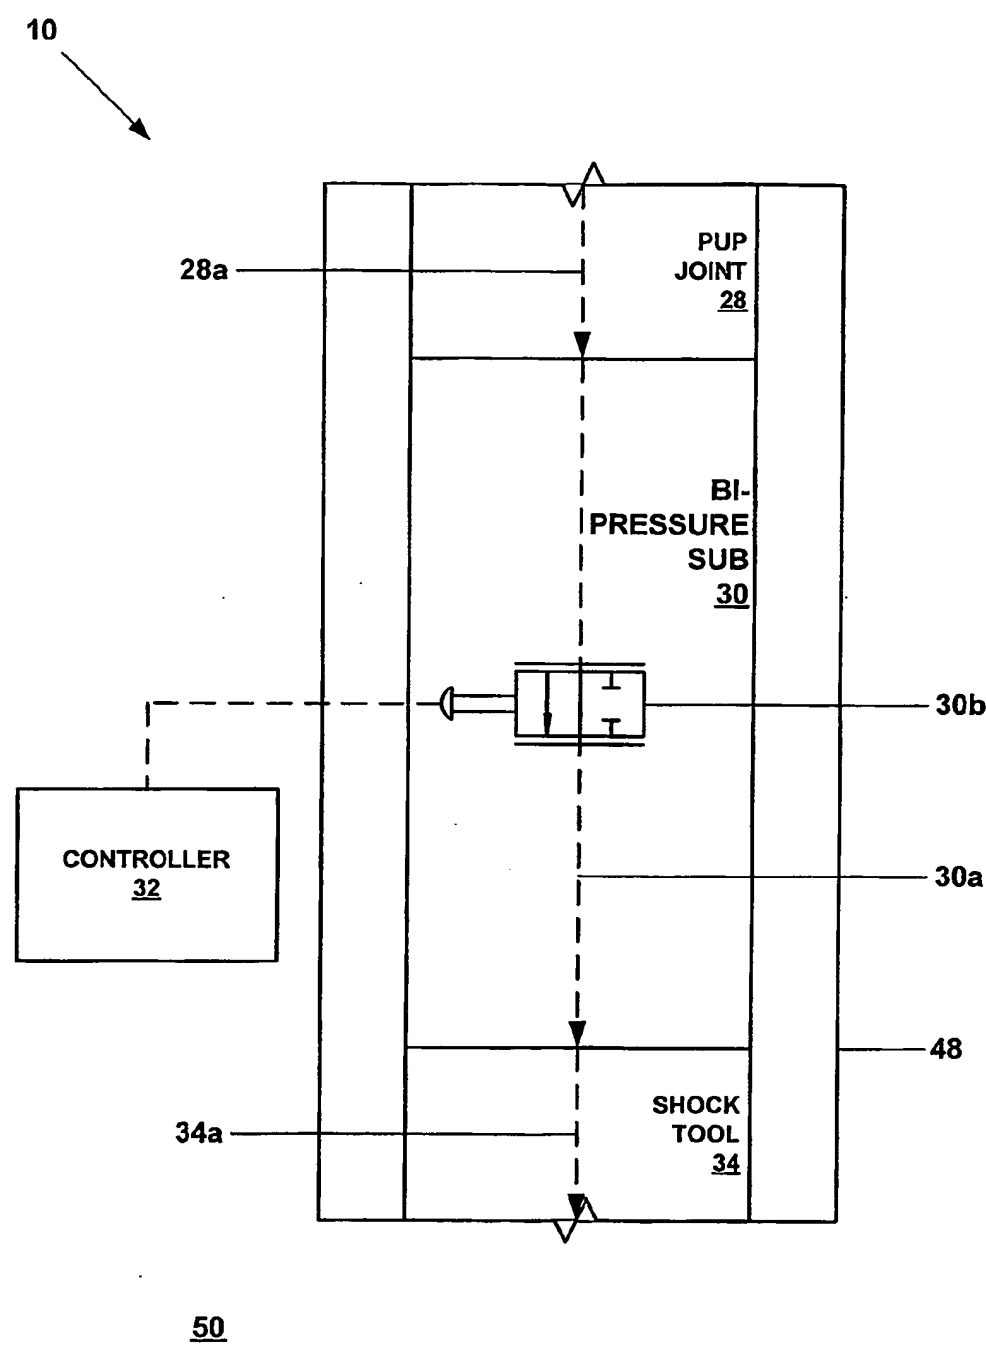 10
PUP
JOINT
28
28a
BI-
PRESSURE
SUB
30
30b
CONTROLLER
32
30a
48
SHOCK
TOOL
34
34a
50